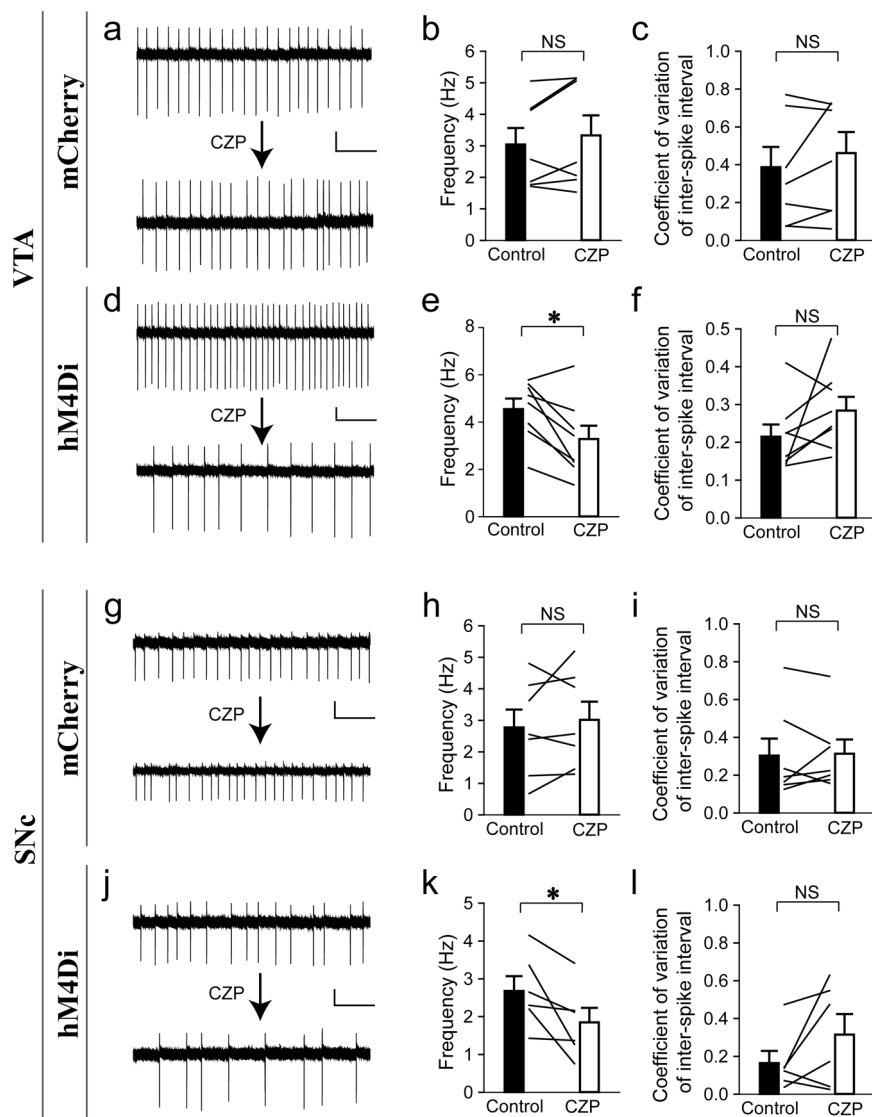 VTA
mCherry
a
CZP
b
Frequency (Hz)
6
5
4
3
2
1
0
NS
Control
CZP
c
Coefficient of variation
of inter-spike interval
1.0
0.8
0.6
0.4
0.2
0.0
NS
Control
CZP
hM4Di
d
CZP
e
Frequency (Hz)
8
6
4
2
0
*
Control
CZP
f
Coefficient of variation
of inter-spike interval
0.5
0.4
0.3
0.2
0.1
0.0
NS
Control
CZP
SNc
mCherry
g
CZP
h
Frequency (Hz)
6
5
4
3
2
1
0
NS
Control
CZP
i
Coefficient of variation
of inter-spike interval
1.0
0.8
0.6
0.4
0.2
0.0
NS
Control
CZP
hM4Di
j
CZP
k
Frequency (Hz)
5
4
3
2
1
0
*
Control
CZP
l
Coefficient of variation
of inter-spike interval
1.0
0.8
0.6
0.4
0.2
0.0
NS
Control
CZP